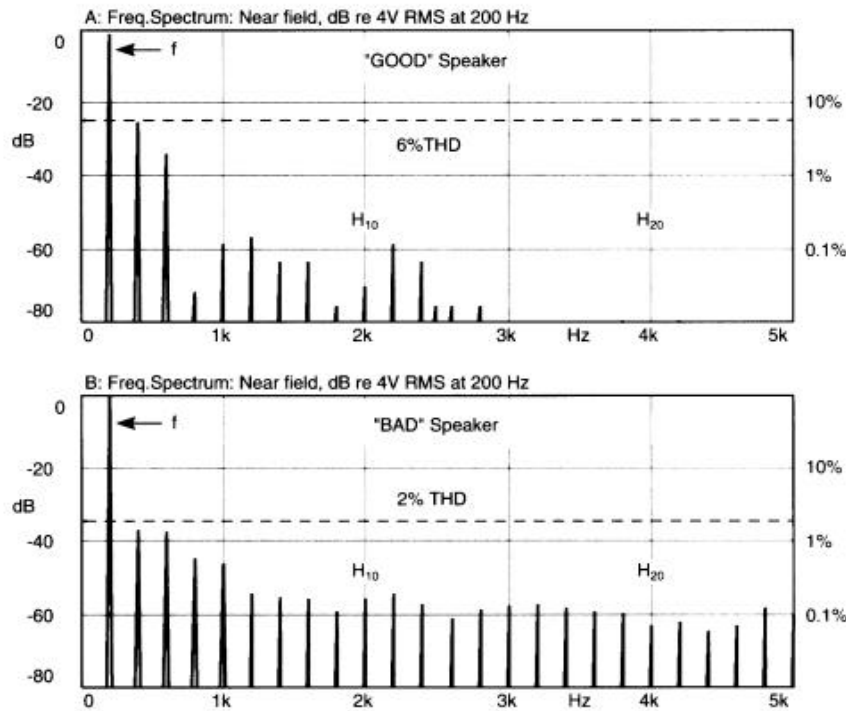 A: Freq.Spectrum: Near field, dB re 4V RMS at 200 Hz
0
f
"GOOD" Speaker
-20
10%
dB
6%THD
-40
1%
H₁₀
H₂₀
-60
0.1%
-80
0
1k
2k
3k
Hz
4k
5k
B: Freq.Spectrum: Near field, dB re 4V RMS at 200 Hz
0
f
"BAD" Speaker
-20
10%
2% THD
dB
-40
1%
H₁₀
H₂₀
-60
0.1%
-80
0
1k
2k
3k
Hz
4k
5k